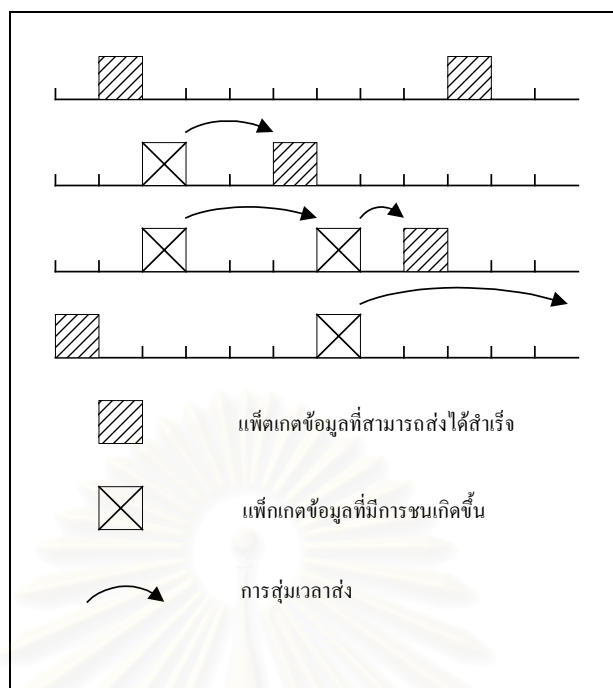 แพ็ตเกตข้อมูลที่สามารถส่งได้สำเร็จ
แพ็กเกตข้อมูลที่มีการชนเกิดขึ้น
การสุ่มเวลาส่ง